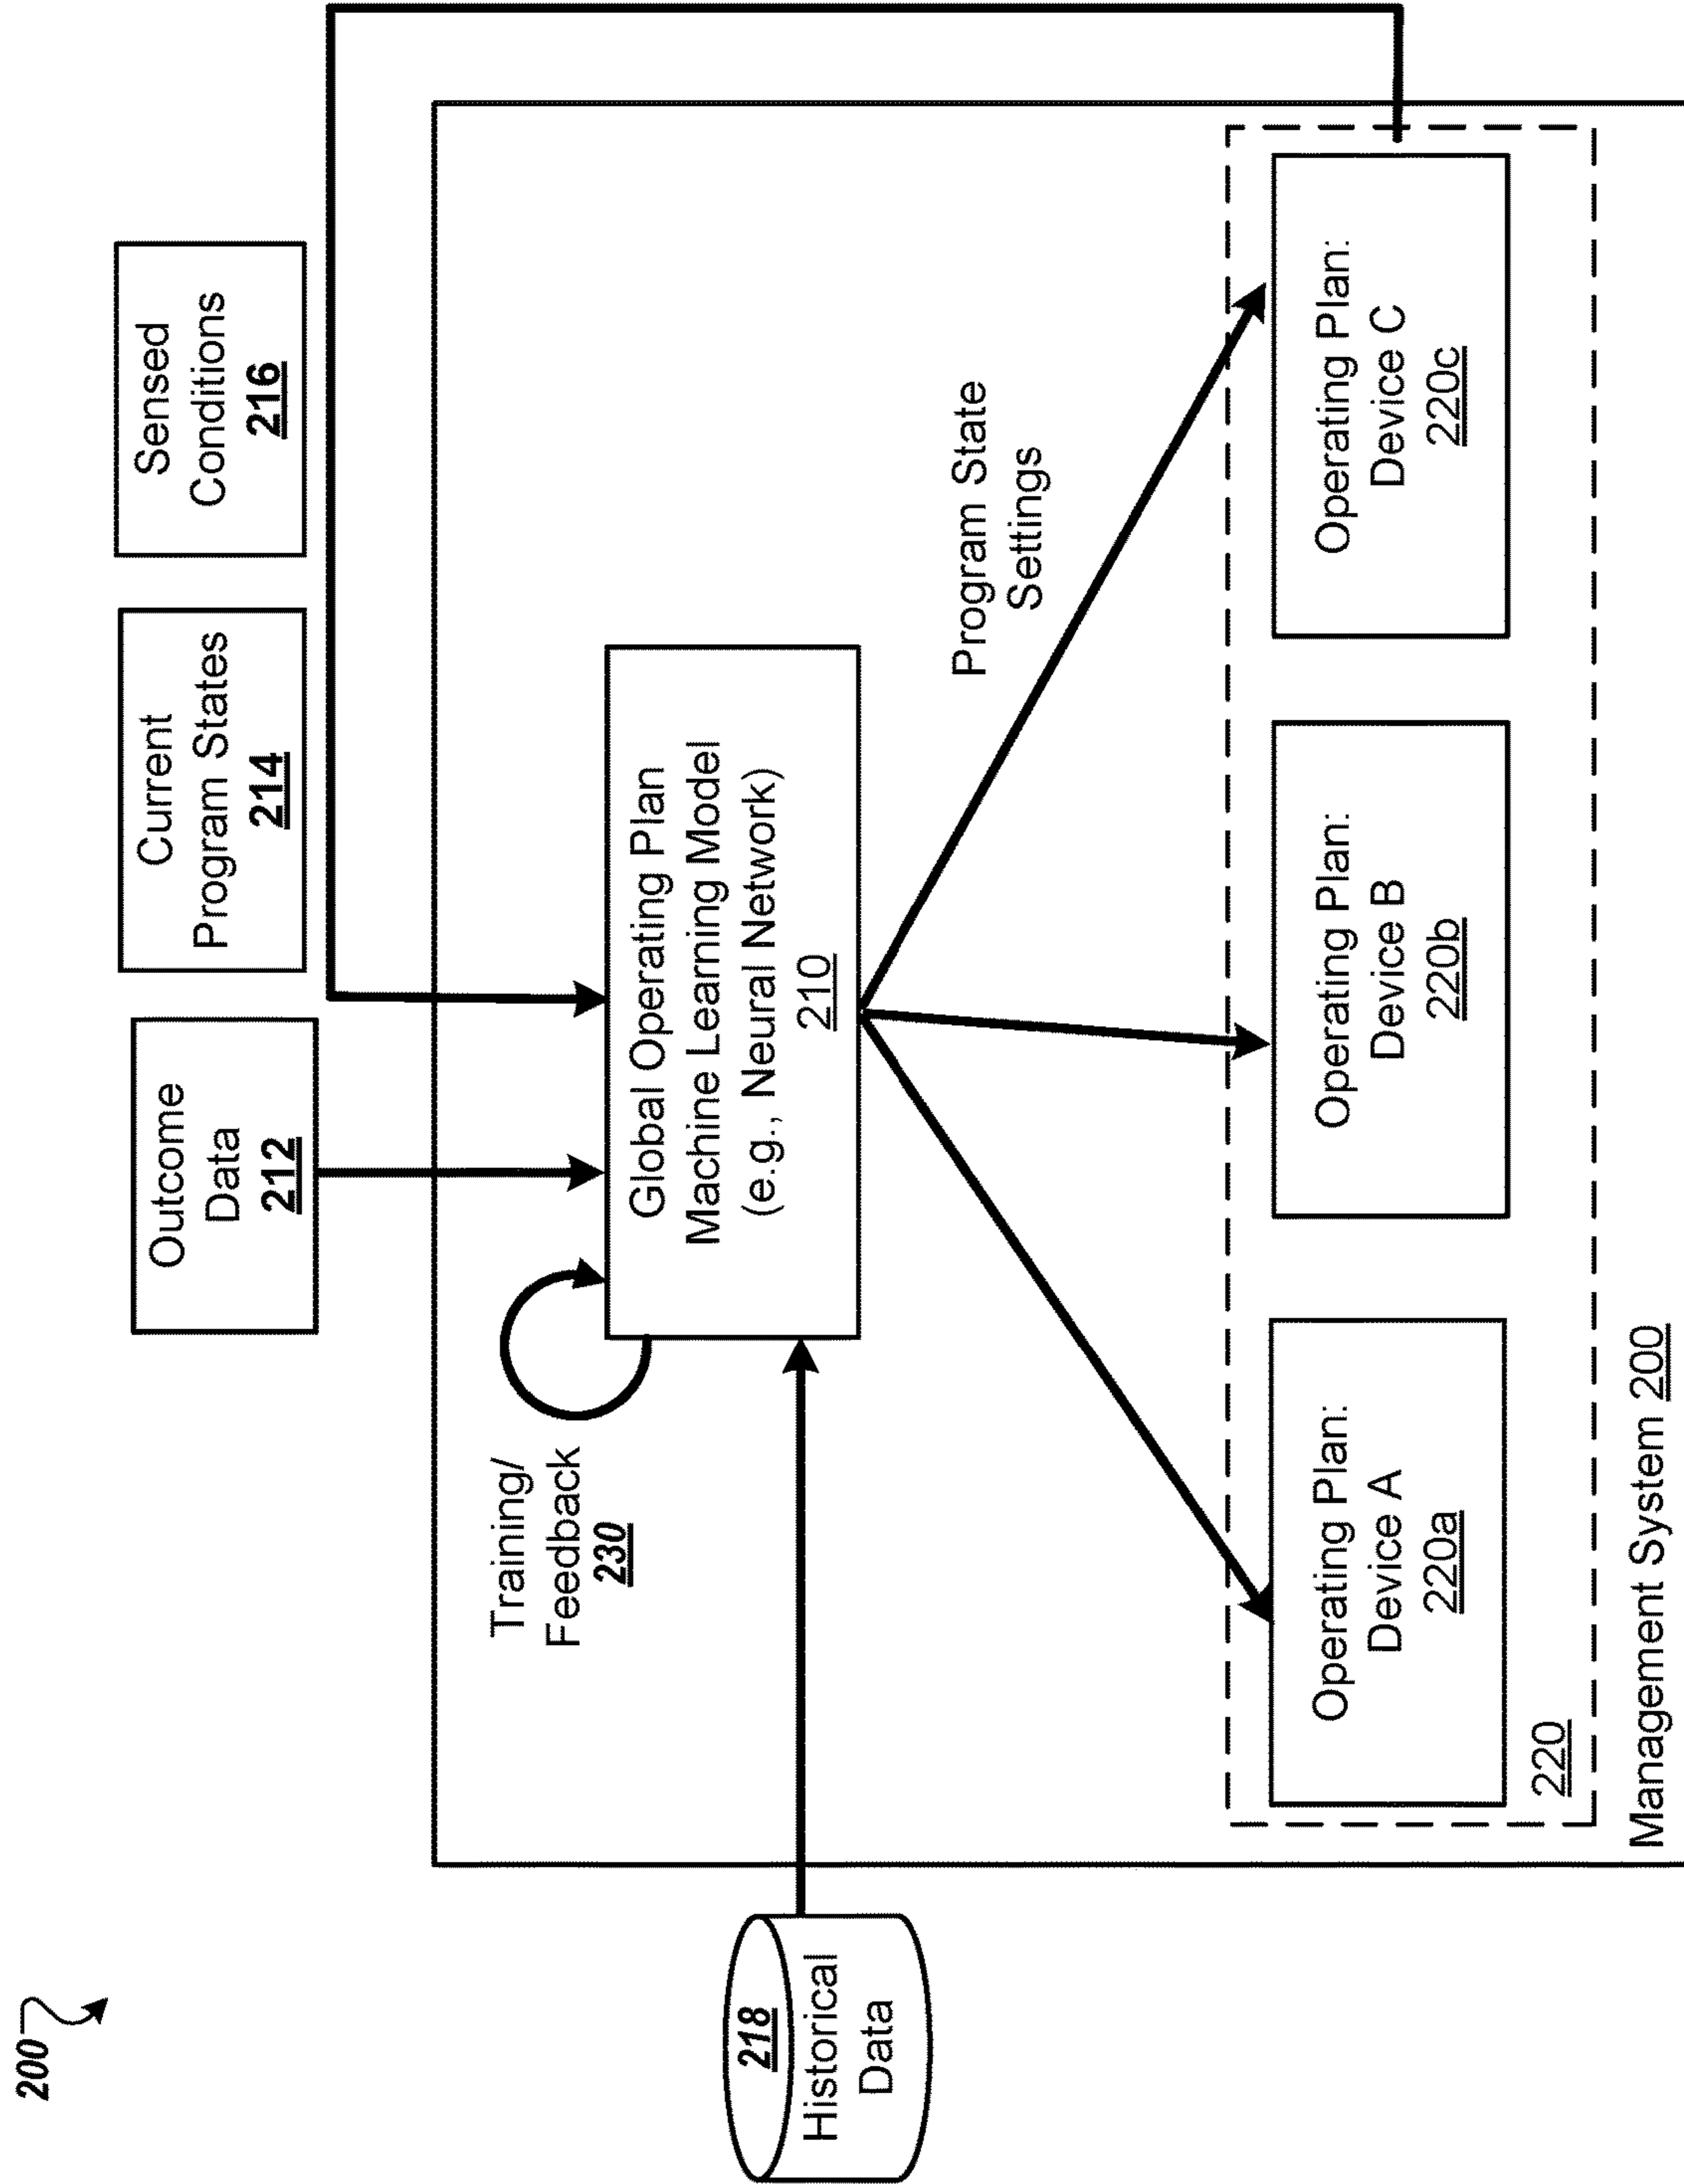 200
Outcome
Data
212
Current
Program States
214
Sensed
Conditions
216
Training/
Feedback
230
218
Historical
Data
Global Operating Plan
Machine Learning Model
(e.g., Neural Network)
210
Program State
Settings
Operating Plan:
Device A
220a
Operating Plan:
Device B
220b
Operating Plan:
Device C
220c
220
Management System 200